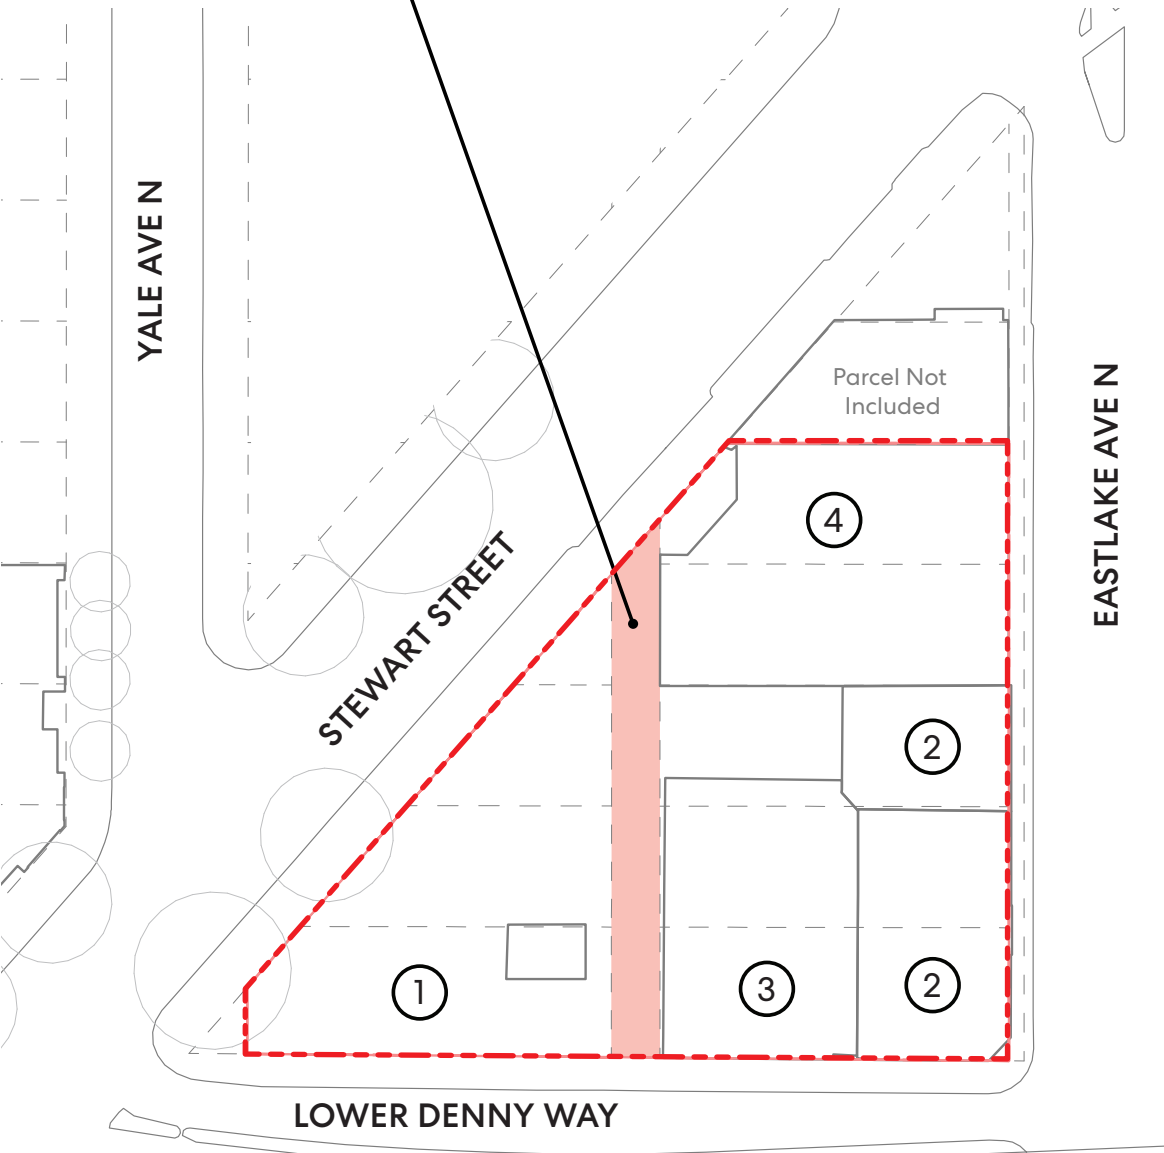 YALE AVE N
Parcel Not
Included
EASTLAKE AVE N
4
STEWART STREET
2
1
3
2
LOWER DENNY WAY